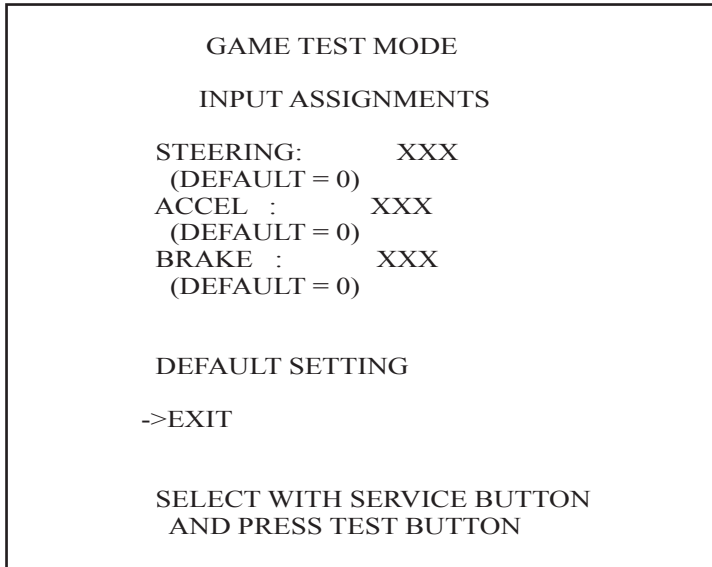 GAME TEST MODE
INPUT ASSIGNMENTS
STEERING: XXX
(DEFAULT = 0)
ACCEL : XXX
(DEFAULT = 0)
BRAKE : XXX
(DEFAULT = 0)
DEFAULT SETTING
->EXIT
SELECT WITH SERVICE BUTTON
AND PRESS TEST BUTTON